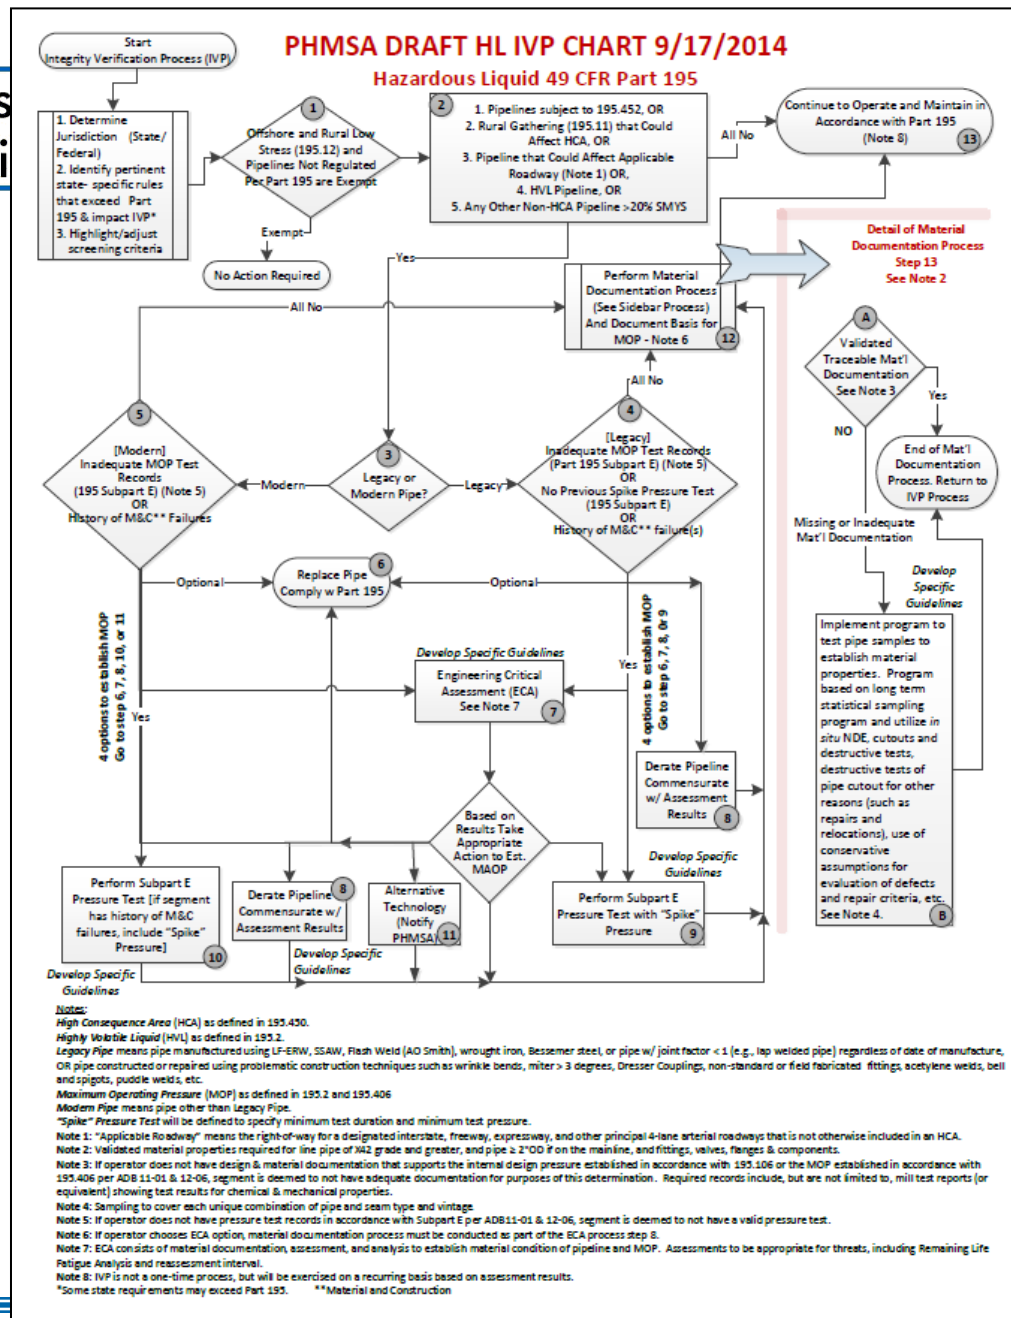 PHMSA DRAFT HL IVP CHART 9/17/2014
Hazardous Liquid 49 CFR Part 195
s
i
Start
Integrity Verification Process (IVP)
1. Determine
Jurisdiction (State/
Federal)
2. Identify pertinent
state- specific rules
that exceed Part
195 & impact IVP*
3. Highlight/adjust
screening criteria
1
Offshore and Rural Low
Stress (195.12) and
Pipelines Not Regulated
Per Part 195 are Exempt
Exempt
No Action Required
2
1. Pipelines subject to 195.452, OR
2. Rural Gathering (195.11) that Could
Affect HCA, OR
3. Pipeline that Could Affect Applicable
Roadway (Note 1) OR,
4. HVL Pipeline, OR
5. Any Other Non-HCA Pipeline >20% SMYS
All No
Continue to Operate and Maintain in
Accordance with Part 195
(Note 8)
13
Yes
Perform Material
Documentation Process
(See Sidebar Process)
And Document Basis for
MOP - Note 6
12
Detail of Material
Documentation Process
Step 13
See Note 2
All No
All No
A
Validated
Traceable Mat'l
Documentation
See Note 3
Yes
NO
End of Mat'l
Documentation
Process. Return to
IVP Process
Missing or Inadequate
Mat'l Documentation
Develop
Specific
Guidelines
Implement program to
test pipe samples to
establish material
properties. Program
based on long term
statistical sampling
program and utilize in
situ NDE, cutouts and
destructive tests,
destructive tests of
pipe cutout for other
reasons (such as
repairs and
relocations), use of
conservative
assumptions for
evaluation of defects
and repair criteria, etc.
See Note 4.
B
5
[Modern]
Inadequate MOP Test
Records
(195 Subpart E) (Note 5)
OR
History of M&C** Failures
Modern
3
Legacy or
Modern Pipe?
Legacy
4
[Legacy]
Inadequate MOP Test Records
(Part 195 Subpart E) (Note 5)
OR
No Previous Spike Pressure Test
(195 Subpart E)
OR
History of M&C** failure(s)
Optional
6
Replace Pipe
Comply w Part 195
Optional
4 options to establish MOP
Go to step 6, 7, 8, 10, or 11
Yes
Develop Specific Guidelines
Engineering Critical
Assessment (ECA)
See Note 7
7
Yes
4 options to establish MOP
Go to step 6, 7, 8, 0r 9
Derate Pipeline
Commensurate
w/ Assessment
Results
8
Based on
Results Take
Appropriate
Action to Est.
MAOP
Develop Specific
Guidelines
Perform Subpart E
Pressure Test [if segment
has history of M&C
failures, include "Spike"
Pressure]
10
Develop Specific
Guidelines
8
Derate Pipeline
Commensurate w/
Assessment Results
Develop Specific
Guidelines
Alternative
Technology
(Notify
PHMSA)
11
Perform Subpart E
Pressure Test with "Spike"
Pressure
9
Notes:
High Consequence Area (HCA) as defined in 195.450.
Highly Volatile Liquid (HVL) as defined in 195.2.
Legacy Pipe means pipe manufactured using LF-ERW, SSAW, Flash Weld (AO Smith), wrought iron, Bessemer steel, or pipe w/ joint factor < 1 (e.g., lap welded pipe) regardless of date of manufacture,
OR pipe constructed or repaired using problematic construction techniques such as wrinkle bends, miter > 3 degrees, Dresser Couplings, non-standard or field fabricated fittings, acetylene welds, bell
and spigots, puddle welds, etc.
Maximum Operating Pressure (MOP) as defined in 195.2 and 195.406
Modern Pipe means pipe other than Legacy Pipe.
"Spike" Pressure Test will be defined to specify minimum test duration and minimum test pressure.
Note 1: "Applicable Roadway" means the right-of-way for a designated interstate, freeway, expressway, and other principal 4-lane arterial roadways that is not otherwise included in an HCA.
Note 2: Validated material properties required for line pipe of X42 grade and greater, and pipe ≥ 2"OD if on the mainline, and fittings, valves, flanges & components.
Note 3: If operator does not have design & material documentation that supports the internal design pressure established in accordance with 195.106 or the MOP established in accordance with
195.406 per ADB 11-01 & 12-06, segment is deemed to not have adequate documentation for purposes of this determination. Required records include, but are not limited to, mill test reports (or
equivalent) showing test results for chemical & mechanical properties.
Note 4: Sampling to cover each unique combination of pipe and seam type and vintage
Note 5: If operator does not have pressure test records in accordance with Subpart E per ADB11-01 & 12-06, segment is deemed to not have a valid pressure test.
Note 6: If operator chooses ECA option, material documentation process must be conducted as part of the ECA process step 8.
Note 7: ECA consists of material documentation, assessment, and analysis to establish material condition of pipeline and MOP. Assessments to be appropriate for threats, including Remaining Life
Fatigue Analysis and reassessment interval.
Note 8: IVP is not a one-time process, but will be exercised on a recurring basis based on assessment results.
*Some state requirements may exceed Part 195. **Material and Construction